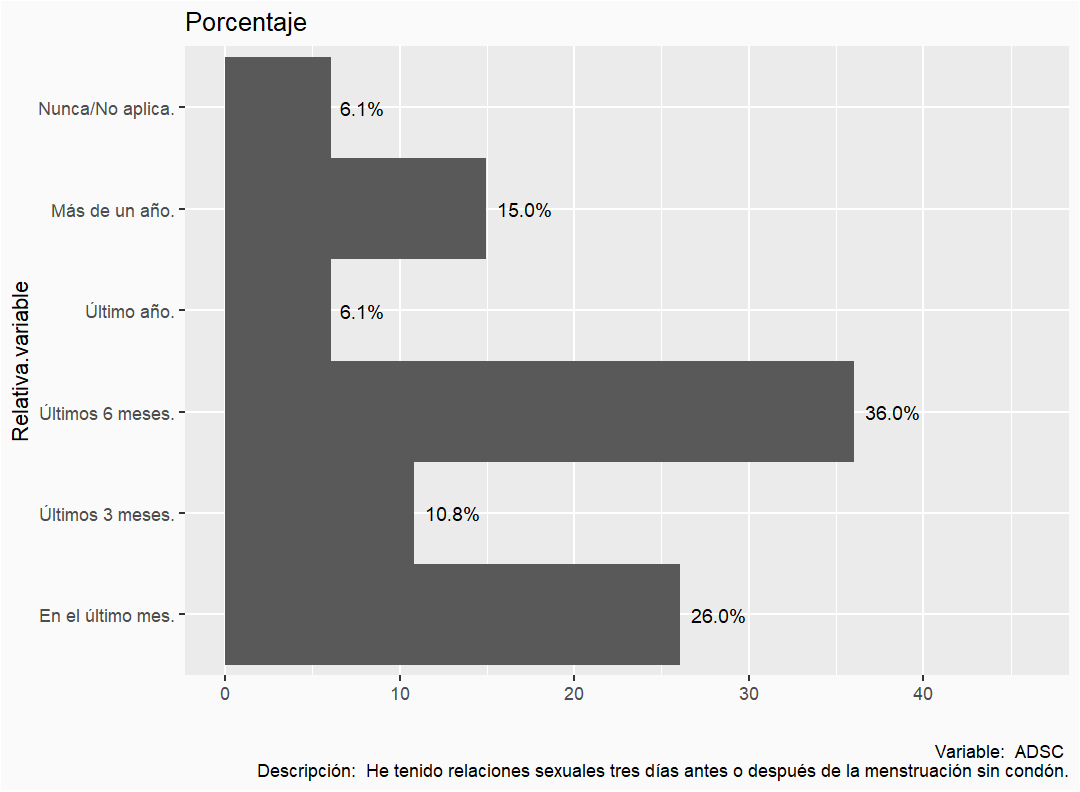 Porcentaje
Nunca/No aplica.
6.1%
Más de un año.
15.0%
Último año.
6.1%
Relativa.variable
Últimos 6 meses.
36.0%
Últimos 3 meses.
10.8%
En el último mes.
26.0%
0 10 20 30 40
Variable: ADSC
Descripción: He tenido relaciones sexuales tres días antes o después de la menstruación sin condón.